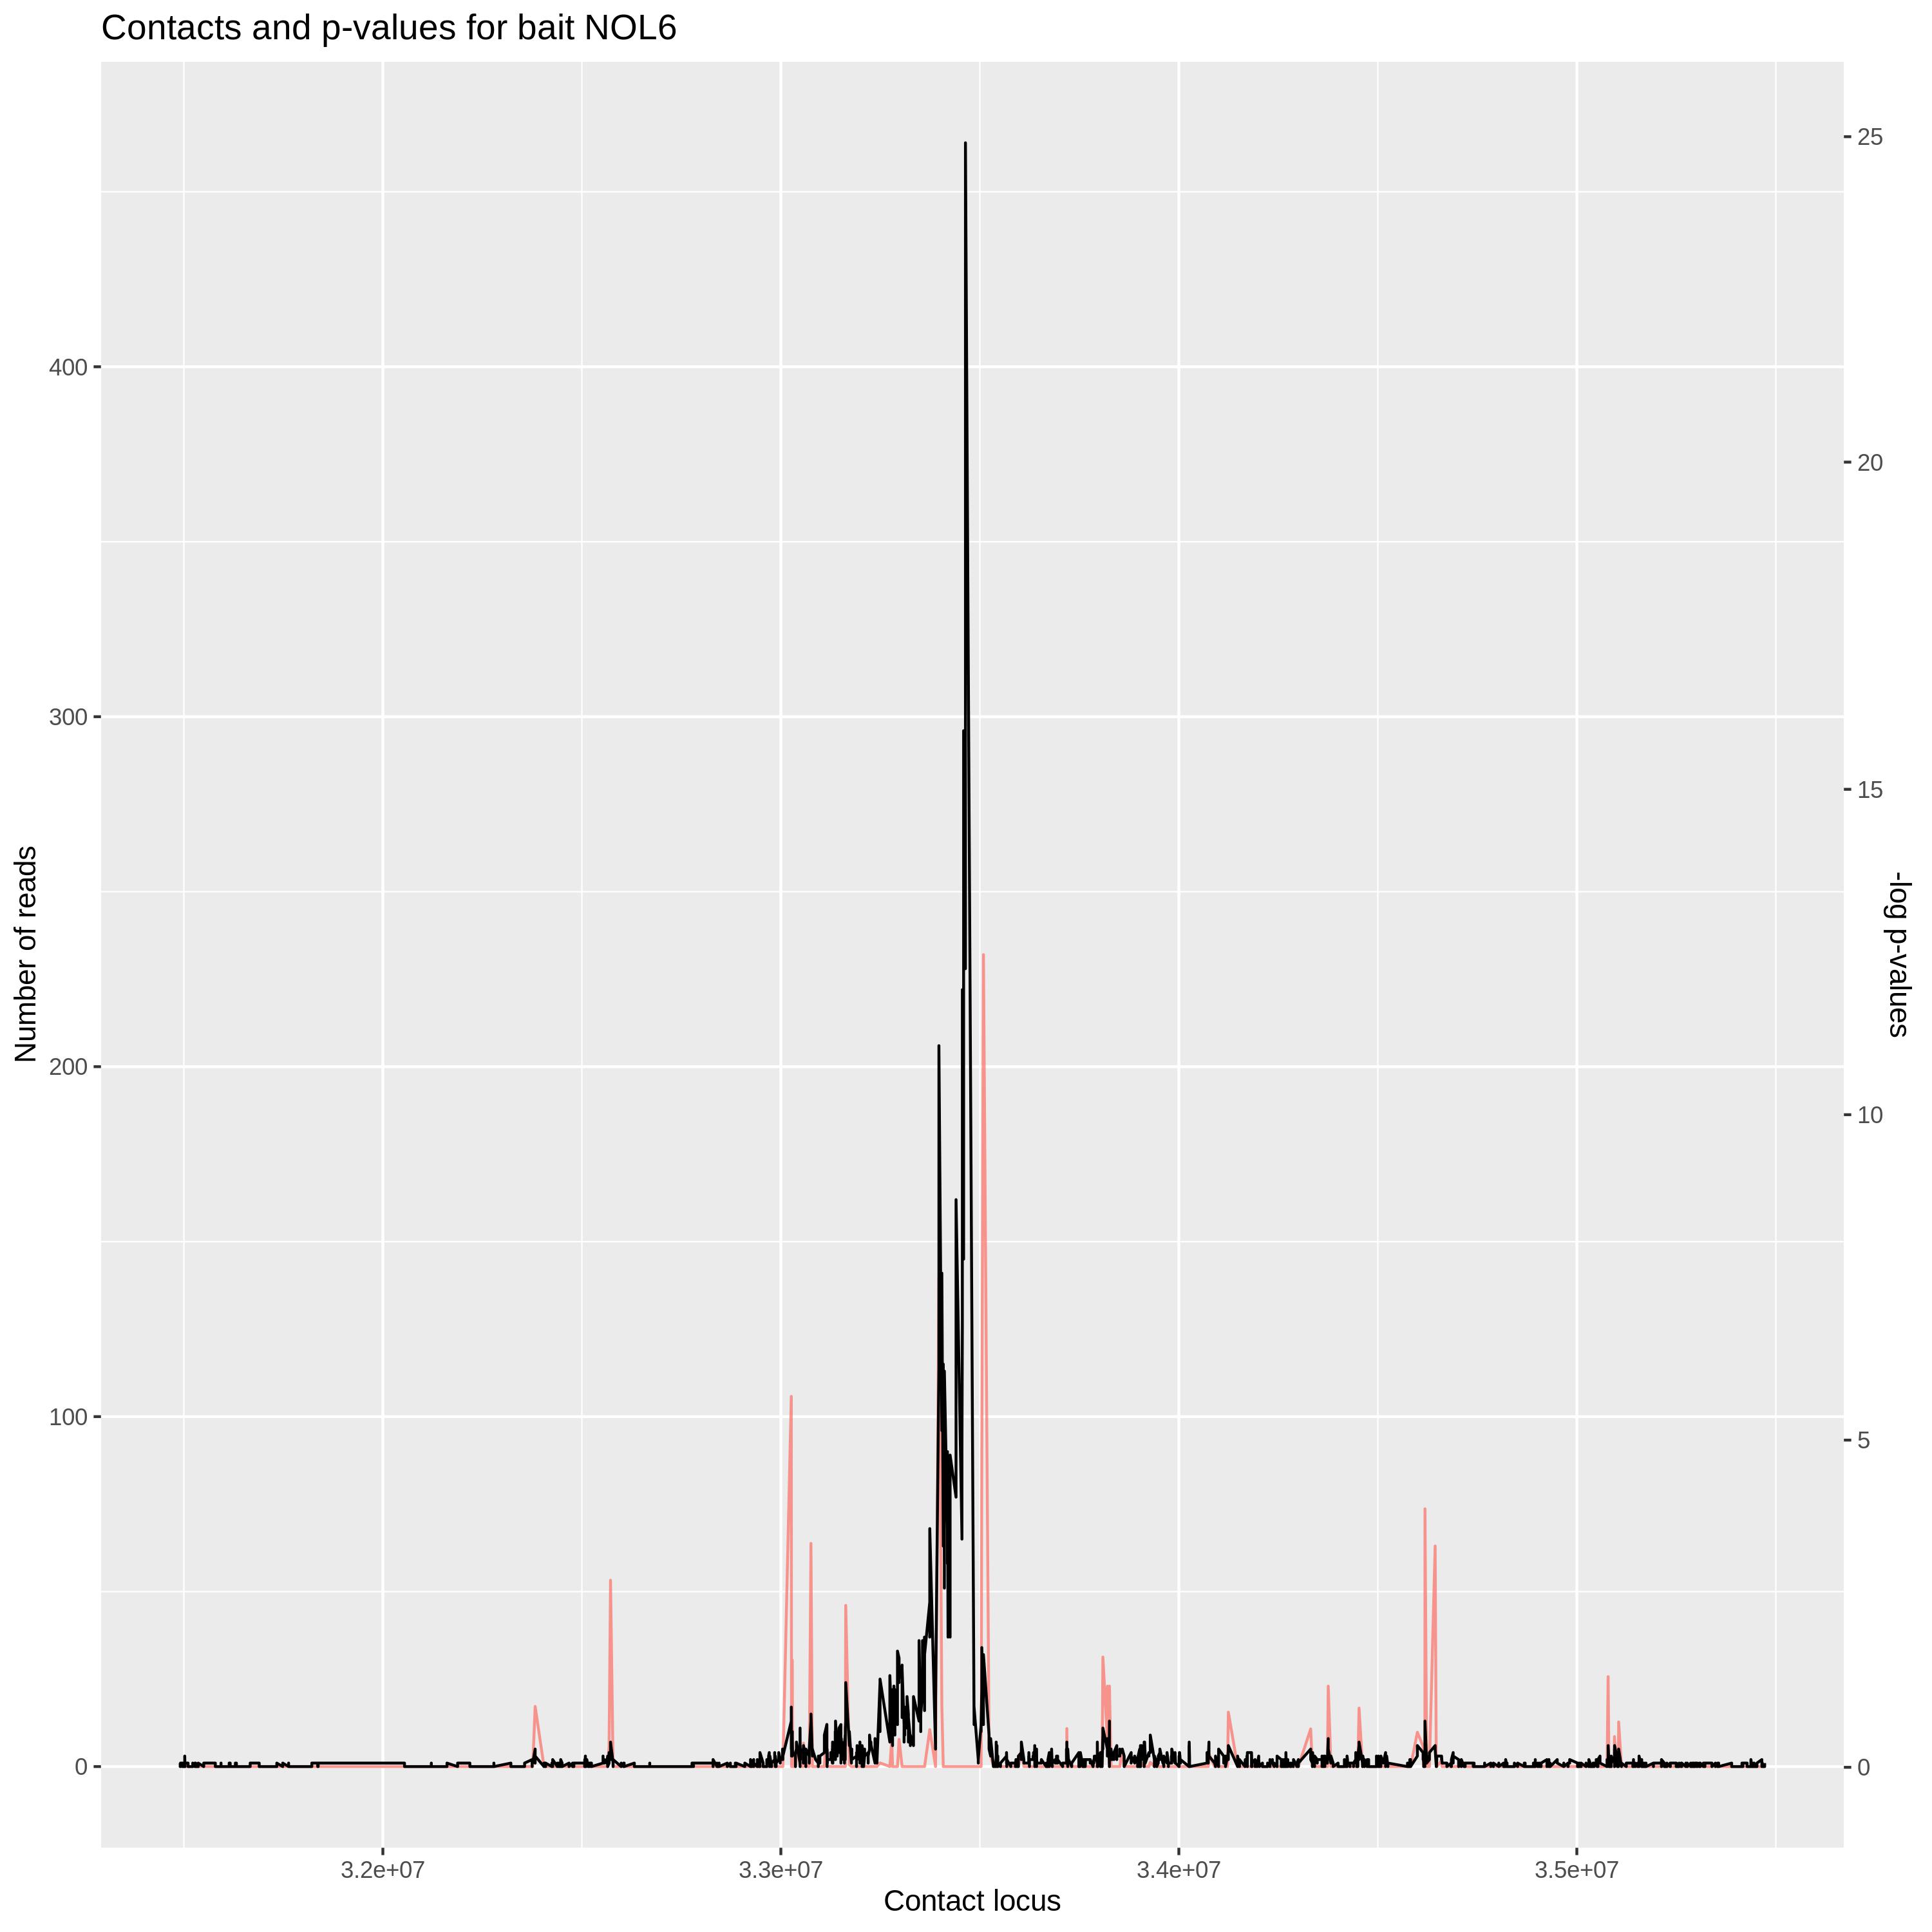 Contacts and p-values for bait NOL6
Number of reads
400
300
200
100
0
25
20
15
10
5
0
-log p-values
3.2e+07
3.3e+07
3.4e+07
3.5e+07
Contact locus